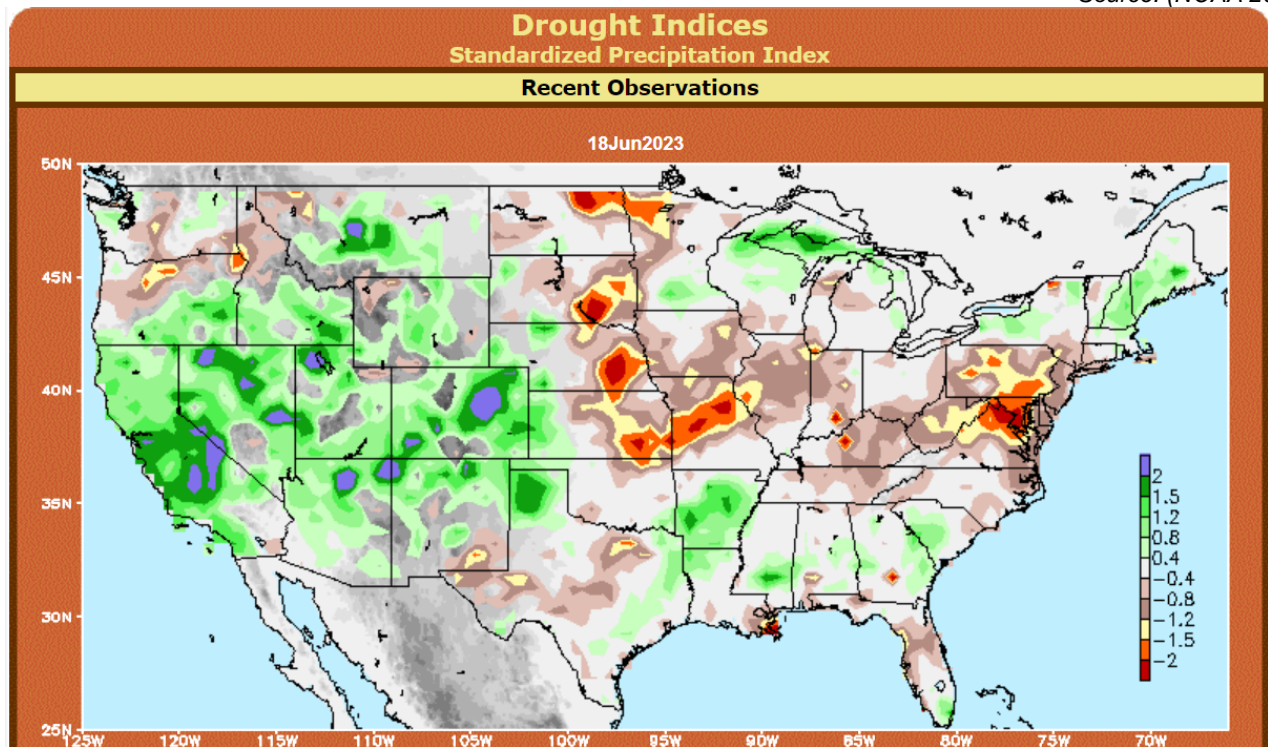 Drought Indices
Standardized Precipitation Index
Recent Observations
18Jun2023
50N
45N
40N
35N
30N
25N
2
1.5
1.2
0.8
0.4
−0.4
−0.8
−1.2
−1.5
−2
125W 120W 115W 110W 105W 100W 95W 90W 85W 80W 75W 70W